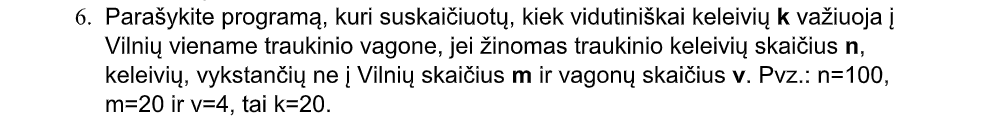 6. Parašykite programą, kuri suskaičiuotų, kiek vidutiniškai keleivių k važiuoja į
Vilnių viename traukinio vagone, jei žinomas traukinio keleivių skaičius n,
keleivių, vykstančių ne į Vilnių skaičius m ir vagonų skaičius v. Pvz.: n=100,
m=20 ir v=4, tai k=20.